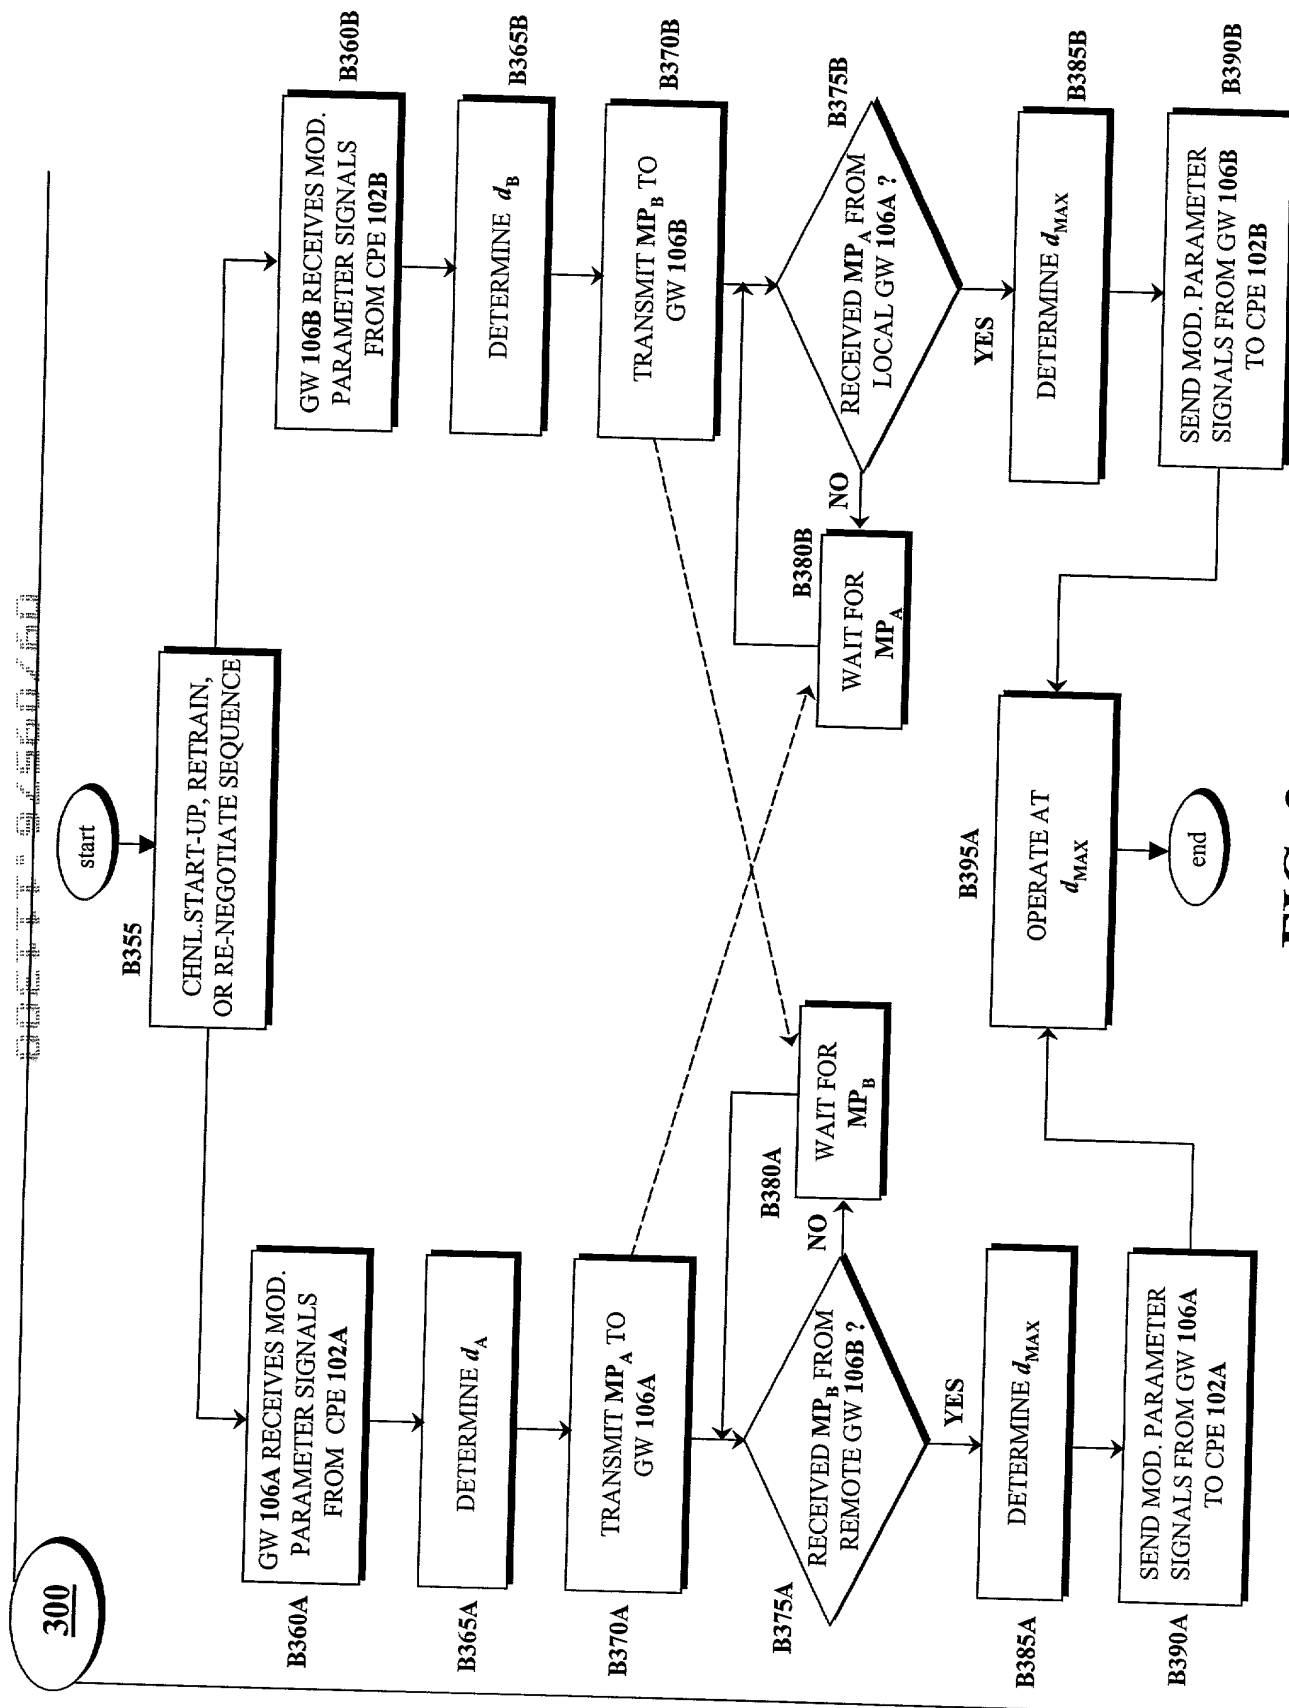 300
start
B355
CHNL.START-UP, RETRAIN,
OR RE-NEGOTIATE SEQUENCE
B360A
GW 106A RECEIVES MOD.
PARAMETER SIGNALS
FROM CPE 102A
B365A
DETERMINE dA
B370A
TRANSMIT MPA TO
GW 106A
B375A
RECEIVED MPB FROM
REMOTE GW 106B ?
NO
B380A
WAIT FOR
MPB
YES
B385A
DETERMINE dMAX
B390A
SEND MOD. PARAMETER
SIGNALS FROM GW 106A
TO CPE 102A
B360B
GW 106B RECEIVES MOD.
PARAMETER SIGNALS
FROM CPE 102B
B365B
DETERMINE dB
B370B
TRANSMIT MPB TO
GW 106B
B375B
RECEIVED MPA FROM
LOCAL GW 106A ?
NO
B380B
WAIT FOR
MPA
YES
B385B
DETERMINE dMAX
B390B
SEND MOD. PARAMETER
SIGNALS FROM GW 106B
TO CPE 102B
B395A
OPERATE AT
dMAX
end